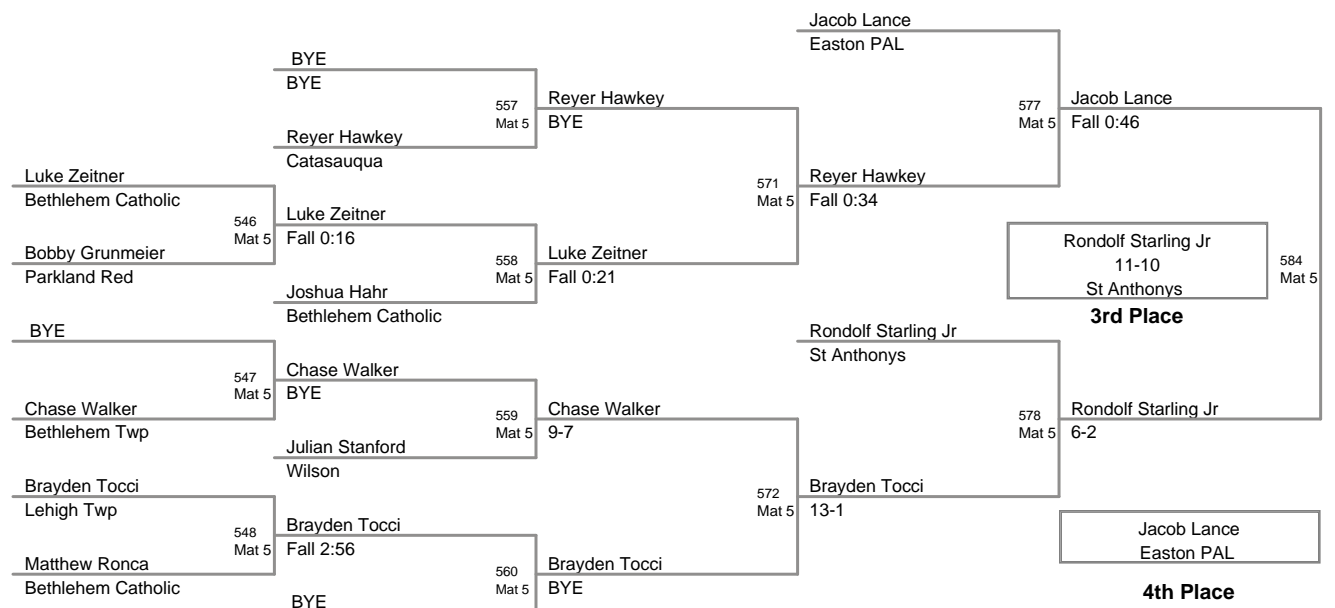 Jacob Lance
Easton PAL
BYE
BYE
557
Mat 5
Reyer Hawkey
BYE
577
Mat 5
Jacob Lance
Fall 0:46
Reyer Hawkey
Catasauqua
Luke Zeitner
Bethlehem Catholic
571
Mat 5
Reyer Hawkey
Fall 0:34
546
Mat 5
Luke Zeitner
Fall 0:16
Bobby Grunmeier
Parkland Red
558
Mat 5
Luke Zeitner
Fall 0:21
Rondolf Starling Jr
11-10
St Anthonys
3rd Place
584
Mat 5
Joshua Hahr
Bethlehem Catholic
BYE
Rondolf Starling Jr
St Anthonys
547
Mat 5
Chase Walker
BYE
Chase Walker
Bethlehem Twp
559
Mat 5
Chase Walker
9-7
578
Mat 5
Rondolf Starling Jr
6-2
Julian Stanford
Wilson
Brayden Tocci
Lehigh Twp
572
Mat 5
Brayden Tocci
13-1
548
Mat 5
Brayden Tocci
Fall 2:56
Jacob Lance
Easton PAL
4th Place
Matthew Ronca
Bethlehem Catholic
560
Mat 5
Brayden Tocci
BYE
BYE